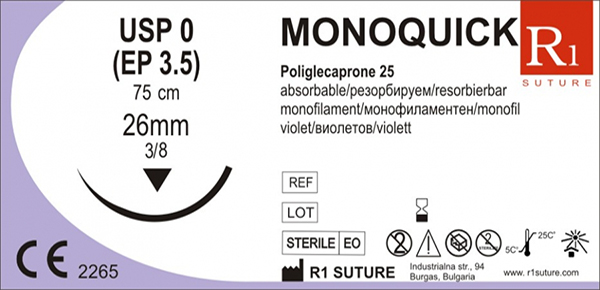 USP 0
(EP 3.5)
75 cm
26mm
3/8
CE 2265
MONOQUICK
R1
SUTURE
Poliglecaprone 25
absorbable/резорбируем/resorbierbar
monofilament/монофиламентен/monofil
violet/виолетов/violett
REF
LOT
STERILE EO
2
2
5C°
25C°
R1 SUTURE
Industrialna str., 94
Burgas, Bulgaria
www.r1suture.com